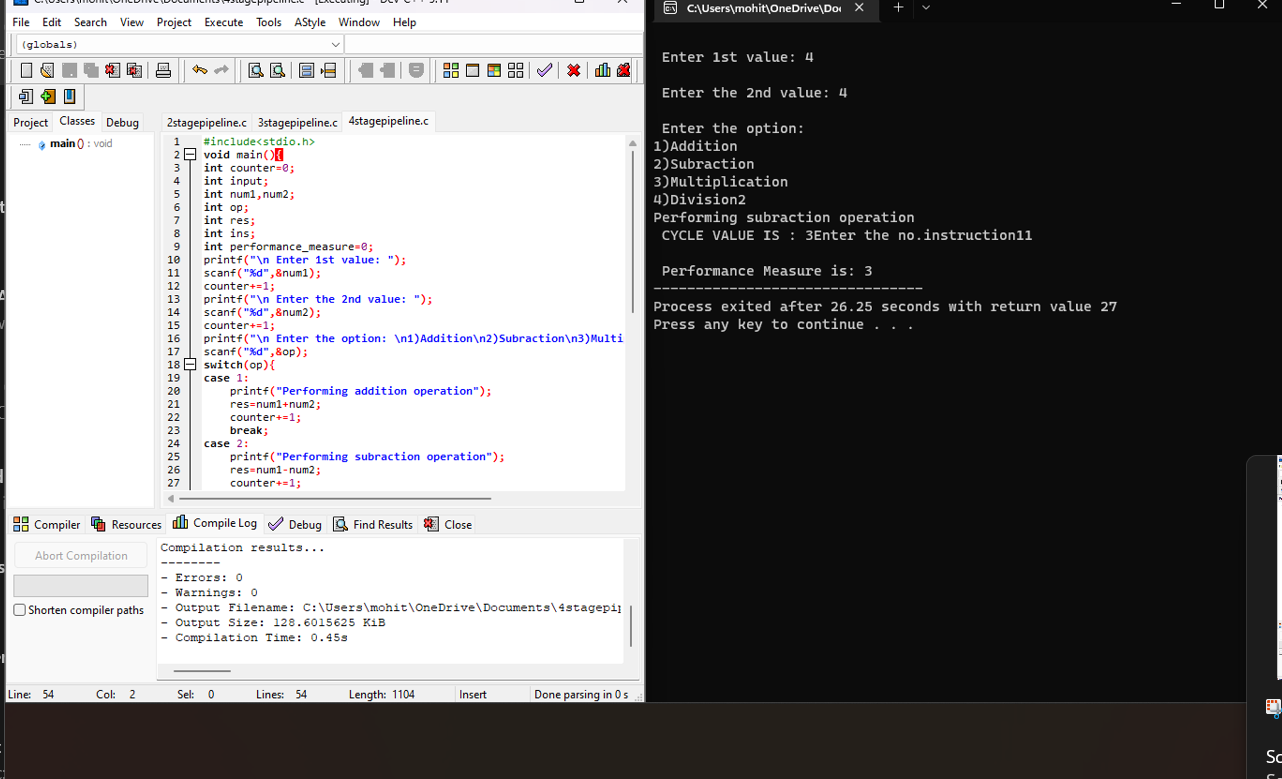 C:\Users\mohit\OneDrive\Documents\4stagepipeline.c - [Executing] - Dev-C++ 5.11
File Edit Search View Project Execute Tools AStyle Window Help
(globals)
Project Classes Debug
main () : void
2stagepipeline.c 3stagepipeline.c 4stagepipeline.c
1 #include<stdio.h>
2 void main(){
3 int counter=0;
4 int input;
5 int num1,num2;
6 int op;
7 int res;
8 int ins;
9 int performance_measure=0;
10 printf("\n Enter 1st value: ");
11 scanf("%d",&num1);
12 counter+=1;
13 printf("\n Enter the 2nd value: ");
14 scanf("%d",&num2);
15 counter+=1;
16 printf("\n Enter the option: \n1)Addition\n2)Subraction\n3)Multi
17 scanf("%d",&op);
18 switch(op){
19 case 1:
20 printf("Performing addition operation");
21 res=num1+num2;
22 counter+=1;
23 break;
24 case 2:
25 printf("Performing subraction operation");
26 res=num1-num2;
27 counter+=1;
Compiler Resources Compile Log Debug Find Results Close
Abort Compilation
Shorten compiler paths
Compilation results...
--------
- Errors: 0
- Warnings: 0
- Output Filename: C:\Users\mohit\OneDrive\Documents\4stagepip
- Output Size: 128.6015625 KiB
- Compilation Time: 0.45s
Line: 54 Col: 2 Sel: 0 Lines: 54 Length: 1104 Insert Done parsing in 0 s
C:\Users\mohit\OneDrive\Do
Enter 1st value: 4
Enter the 2nd value: 4
Enter the option:
1)Addition
2)Subraction
3)Multiplication
4)Division2
Performing subraction operation
CYCLE VALUE IS : 3Enter the no.instruction11
Performance Measure is: 3
--------------------------------
Process exited after 26.25 seconds with return value 27
Press any key to continue . . .